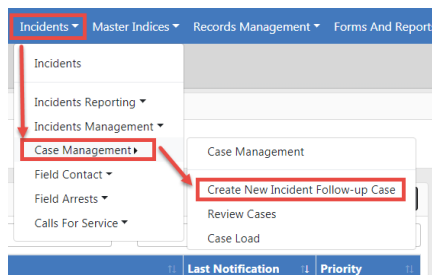 Incidents Master Indices Records Management Forms And Report
Incidents
Incidents Reporting
Incidents Management
Case Management
Field Contact
Field Arrests
Calls For Service
Case Management
Create New Incident Follow-up Case
Review Cases
Case Load
Last Notification Priority